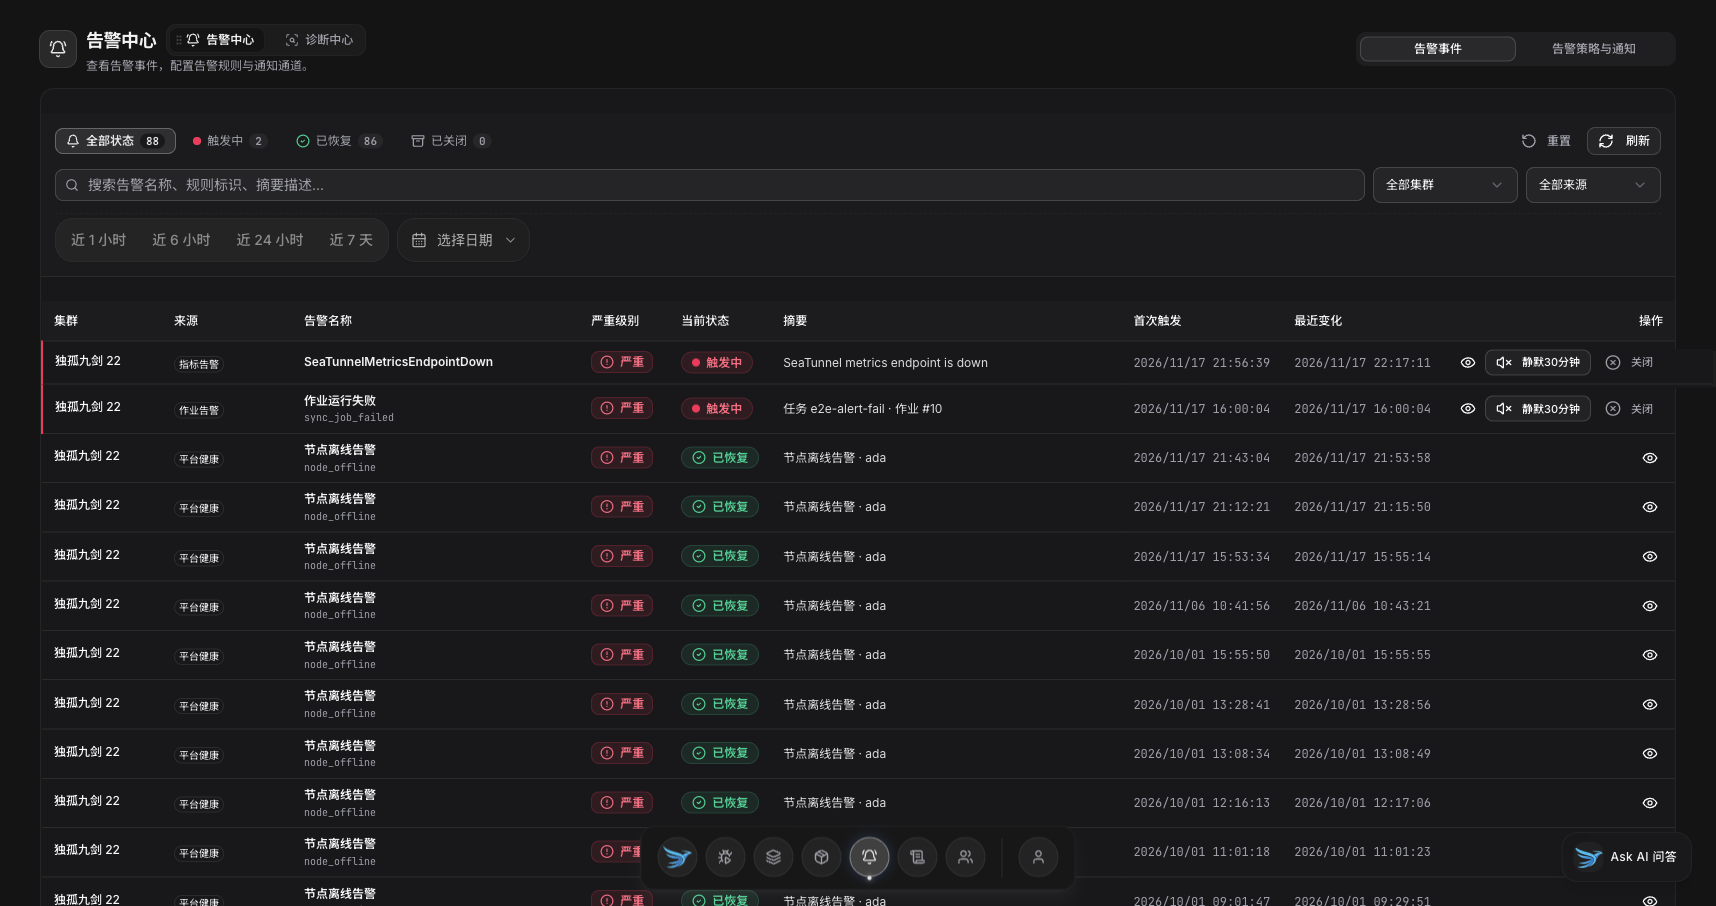 告警中心 告警中心 诊断中心
查看告警事件，配置告警规则与通知通道。
告警事件 告警策略与通知
全部状态 88 触发中 2 已恢复 86 已关闭 0 重置 刷新
搜索告警名称、规则标识、摘要描述... 全部集群 全部来源
近 1 小时 近 6 小时 近 24 小时 近 7 天 选择日期
集群 来源 告警名称 严重级别 当前状态 摘要 首次触发 最近变化 操作
独孤九剑 22 指标告警 SeaTunnelMetricsEndpointDown 严重 触发中 SeaTunnel metrics endpoint is down 2026/11/17 21:56:39 2026/11/17 22:17:11 静默30分钟 关闭
独孤九剑 22 作业告警 作业运行失败 严重 触发中 任务 e2e-alert-fail · 作业 #10 2026/11/17 16:00:04 2026/11/17 16:00:04 静默30分钟 关闭
sync_job_failed
独孤九剑 22 平台健康 节点离线告警 严重 已恢复 节点离线告警 · ada 2026/11/17 21:43:04 2026/11/17 21:53:58
node_offline
独孤九剑 22 平台健康 节点离线告警 严重 已恢复 节点离线告警 · ada 2026/11/17 21:12:21 2026/11/17 21:15:50
node_offline
独孤九剑 22 平台健康 节点离线告警 严重 已恢复 节点离线告警 · ada 2026/11/17 15:53:34 2026/11/17 15:55:14
node_offline
独孤九剑 22 平台健康 节点离线告警 严重 已恢复 节点离线告警 · ada 2026/11/06 10:41:56 2026/11/06 10:43:21
node_offline
独孤九剑 22 平台健康 节点离线告警 严重 已恢复 节点离线告警 · ada 2026/10/01 15:55:50 2026/10/01 15:55:55
node_offline
独孤九剑 22 平台健康 节点离线告警 严重 已恢复 节点离线告警 · ada 2026/10/01 13:28:41 2026/10/01 13:28:56
node_offline
独孤九剑 22 平台健康 节点离线告警 严重 已恢复 节点离线告警 · ada 2026/10/01 13:08:34 2026/10/01 13:08:49
node_offline
独孤九剑 22 平台健康 节点离线告警 严重 已恢复 节点离线告警 · ada 2026/10/01 12:16:13 2026/10/01 12:17:06
node_offline
独孤九剑 22 平台健康 节点离线告警 严重 2026/10/01 11:01:18 2026/10/01 11:01:23
node_offline
Ask AI 问答
独孤九剑 22 平台健康 节点离线告警 严重 已恢复 节点离线告警 · ada 2026/10/01 09:01:47 2026/10/01 09:29:51